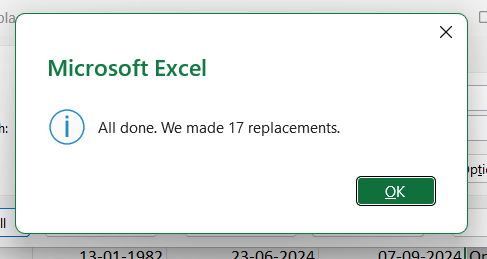 Microsoft Excel
All done. We made 17 replacements.
OK
13-01-1982 23-06-2024 07-09-2024